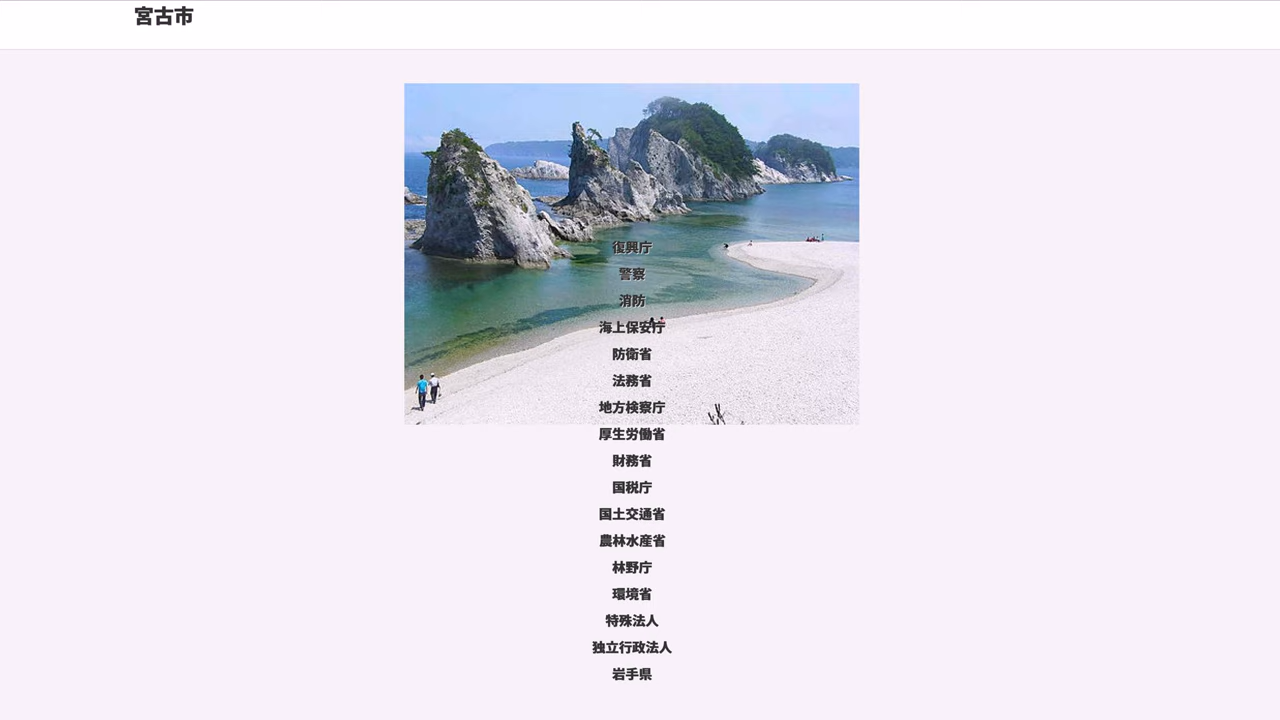 宮古市
復興庁
警察
消防
海上保安庁
防衛省
法務省
地方検察庁
厚生労働省
財務省
国税庁
国土交通省
農林水産省
林野庁
環境省
特殊法人
独立行政法人
岩手県